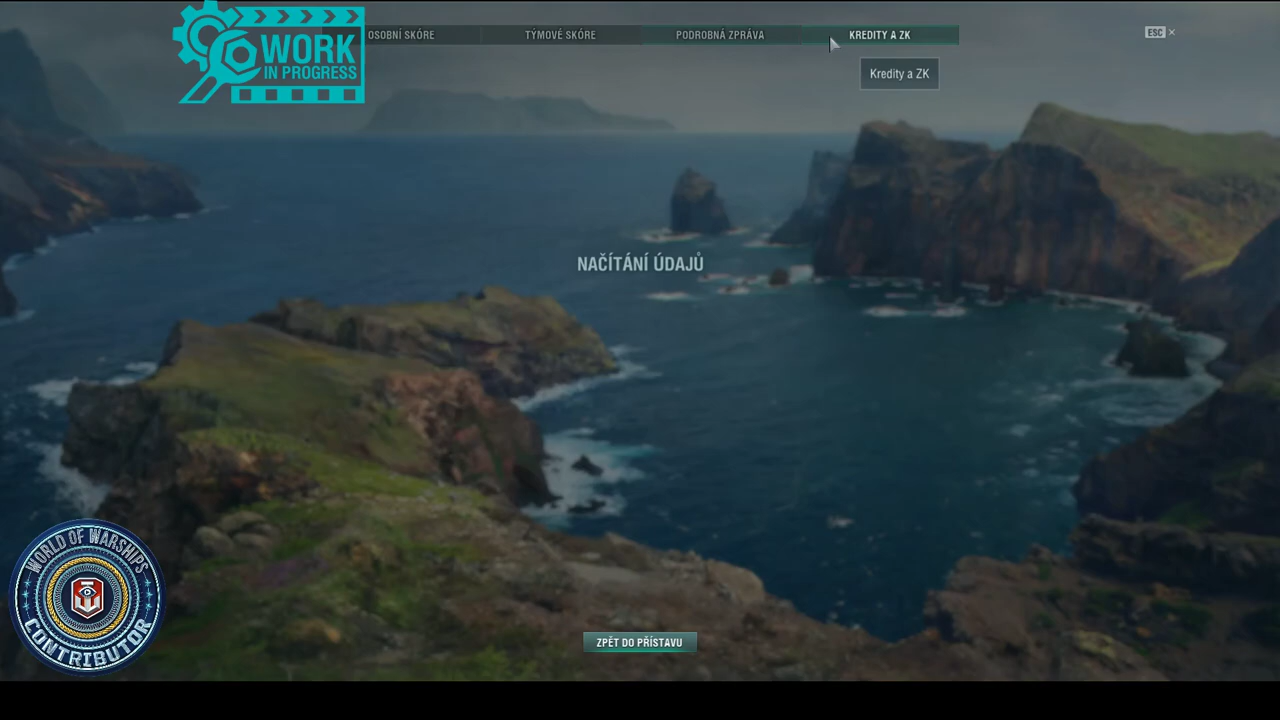 WORK
IN PROGRESS
OSOBNÍ SKÓRE
TÝMOVÉ SKÓRE
PODROBNÁ ZPRÁVA
KREDITY A ZK
ESC ×
Kredity a ZK
NAČÍTÁNÍ ÚDAJŮ
WORLD OF WARSHIPS
CONTRIBUTOR
ZPĚT DO PŘÍSTAVU